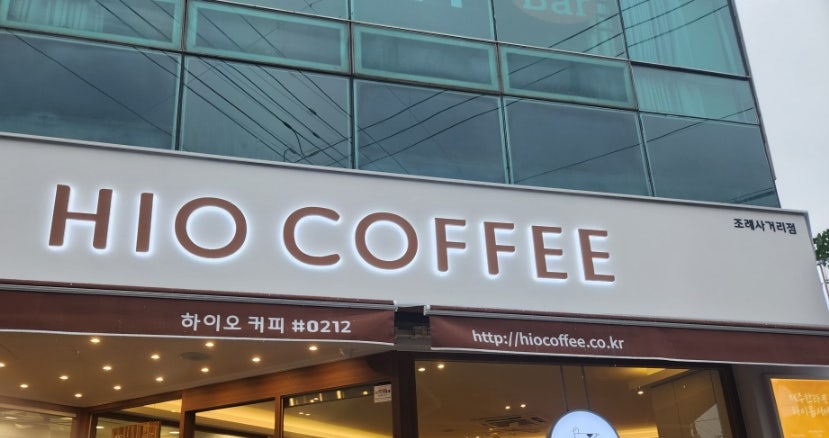 Bar
HIO COFFEE
조례사거리점
하이오 커피 #0212
http://hiocoffee.co.kr